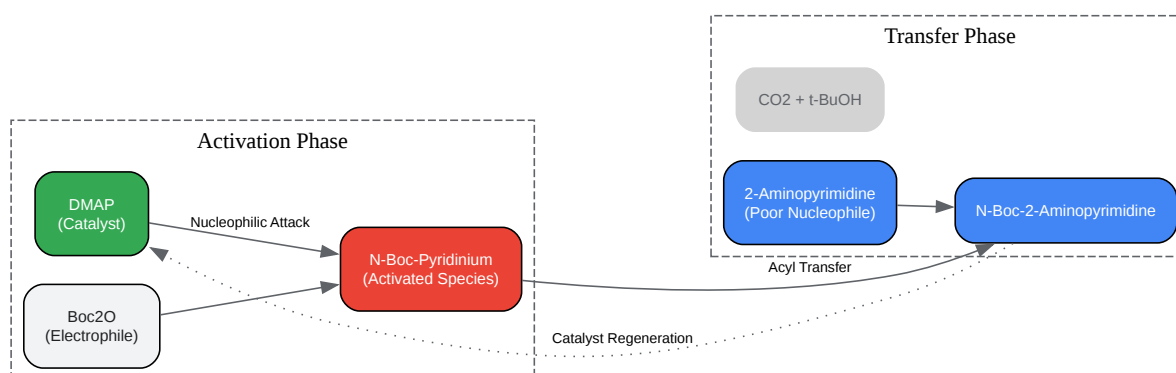 Transfer Phase
CO2 + t-BuOH
Activation Phase
DMAP
(Catalyst)
Nucleophilic Attack
2-Aminopyrimidine
(Poor Nucleophile)
N-Boc-2-Aminopyrimidine
N-Boc-Pyridinium
(Activated Species)
Acyl Transfer
Boc2O
(Electrophile)
Catalyst Regeneration